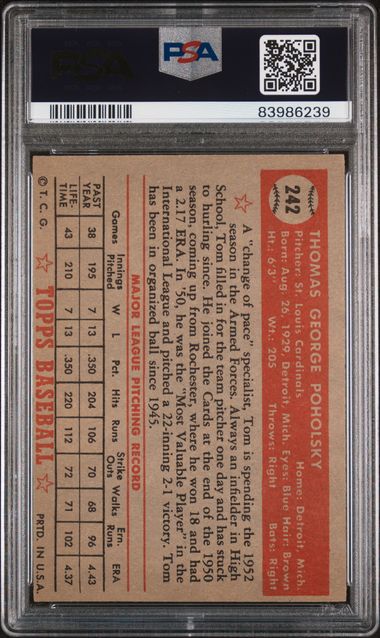 PSA
PSA
83986239
242
THOMAS GEORGE POHOLSKY
Pitcher: St. Louis Cardinals Home: Detroit, Mich.
Born: Aug. 26, 1929, Detroit, Mich. Eyes: Blue Hair: Brown
Ht.: 6'3" Wt.: 205 Throws: Right Bats: Right
A "change of pace" specialist, Tom is spending the 1952
season in the Armed Forces. Always an infielder in High
School, Tom filled in for the team pitcher one day and has stuck
to hurling since. He joined the Cards at the end of the 1950
season, coming up from Rochester, where he won 18 and had
a 2.17 ERA. In '50, he was the "Most Valuable Player" in the
International League and pitched a 22-inning 2-1 victory. Tom
has been in organized ball since 1945.
MAJOR LEAGUE PITCHING RECORD
Games Innings Pitched W L Pct. Hits Runs Strike Outs Walks Ern. Runs ERA
PAST YEAR 38 195 7 13 .350 204 106 70 68 96 4.43
LIFE-TIME 43 210 7 13 .350 220 112 72 71 102 4.37
© T. C. G. TOPPS BASEBALL PRTD. IN U.S.A.